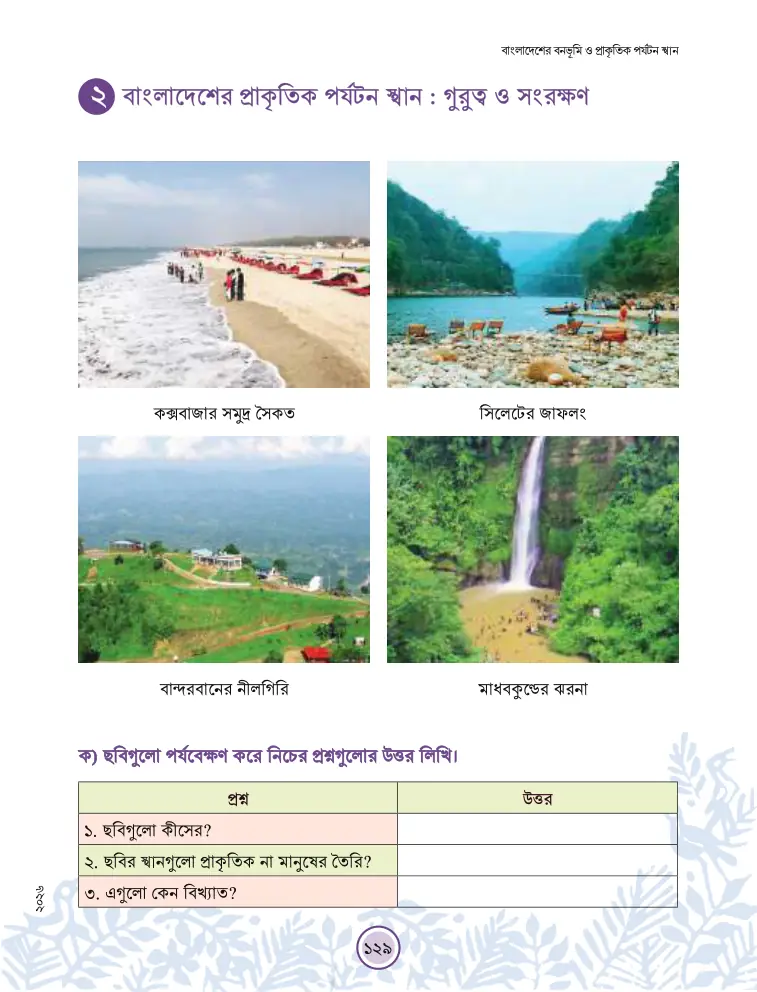 বাংলাদেশের বনভূমি ও প্রাকৃতিক পর্যটন স্থান
২ বাংলাদেশের প্রাকৃতিক পর্যটন স্থান : গুরুত্ব ও সংরক্ষণ
কক্সবাজার সমুদ্র সৈকত
সিলেটের জাফলং
বান্দরবানের নীলগিরি
মাধবকুণ্ডের ঝরনা
ক) ছবিগুলো পর্যবেক্ষণ করে নিচের প্রশ্নগুলোর উত্তর লিখি।
প্রশ্ন
উত্তর
১. ছবিগুলো কীসের?
২. ছবির স্থানগুলো প্রাকৃতিক না মানুষের তৈরি?
৩. এগুলো কেন বিখ্যাত?
২০২৬
১২৯